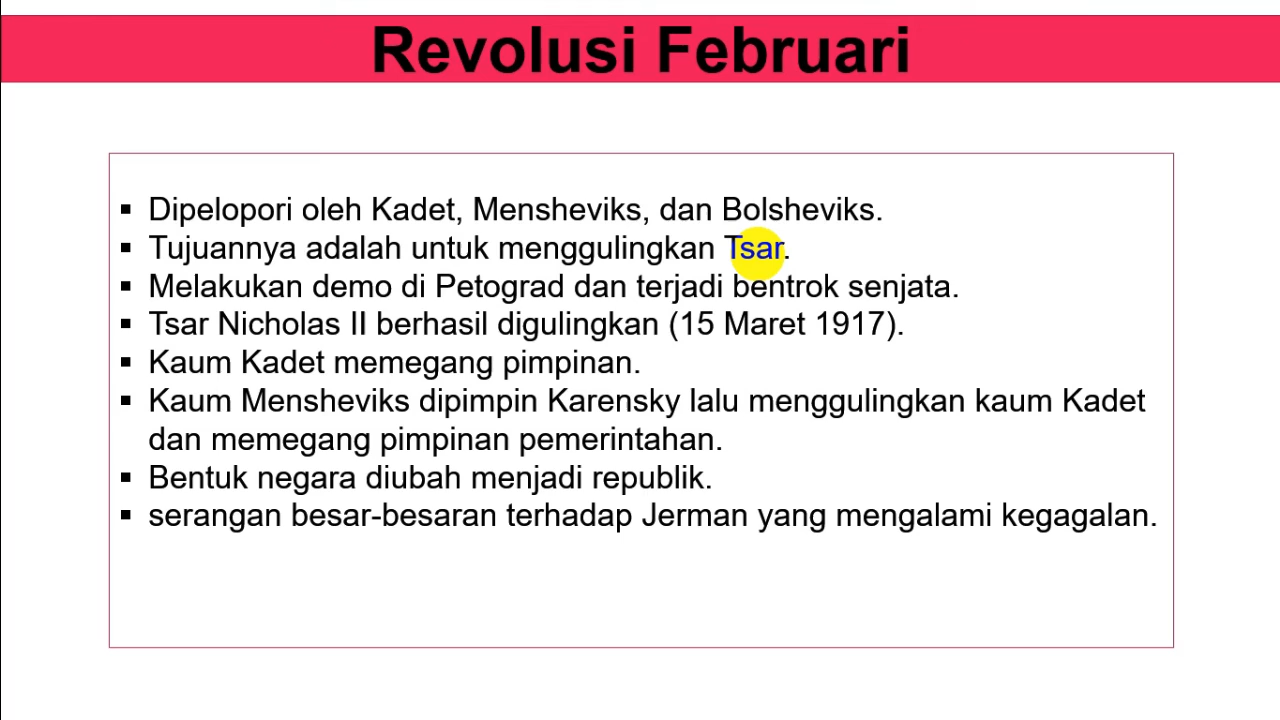 Revolusi Februari
▪ Dipelopori oleh Kadet, Mensheviks, dan Bolsheviks.
▪ Tujuannya adalah untuk menggulingkan Tsar.
▪ Melakukan demo di Petograd dan terjadi bentrok senjata.
▪ Tsar Nicholas II berhasil digulingkan (15 Maret 1917).
▪ Kaum Kadet memegang pimpinan.
▪ Kaum Mensheviks dipimpin Karensky lalu menggulingkan kaum Kadet
dan memegang pimpinan pemerintahan.
▪ Bentuk negara diubah menjadi republik.
▪ serangan besar-besaran terhadap Jerman yang mengalami kegagalan.